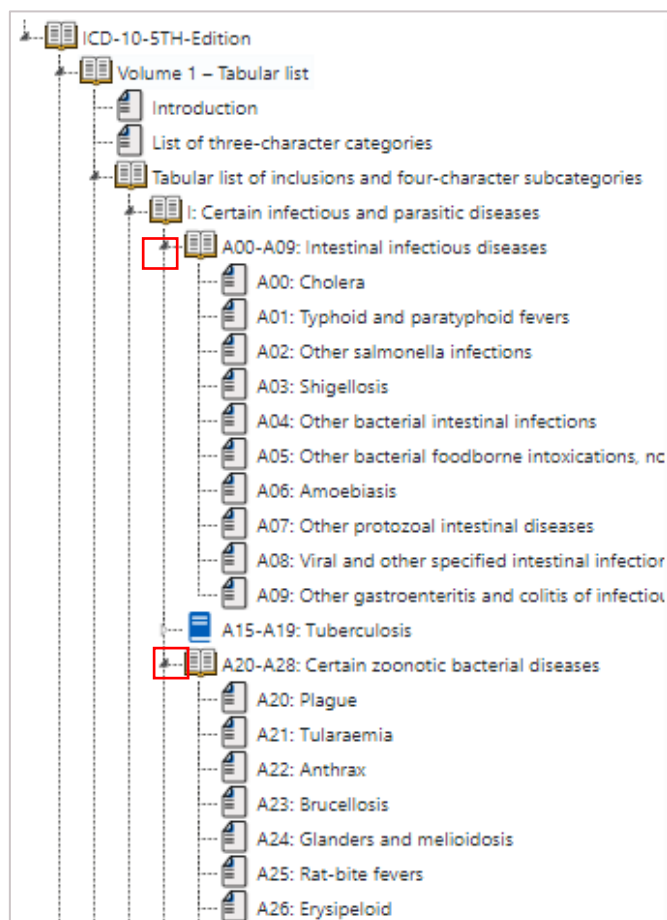 ICD-10-5TH-Edition
Volume 1 – Tabular list
Introduction
List of three-character categories
Tabular list of inclusions and four-character subcategories
I: Certain infectious and parasitic diseases
A00-A09: Intestinal infectious diseases
A00: Cholera
A01: Typhoid and paratyphoid fevers
A02: Other salmonella infections
A03: Shigellosis
A04: Other bacterial intestinal infections
A05: Other bacterial foodborne intoxications, nc
A06: Amoebiasis
A07: Other protozoal intestinal diseases
A08: Viral and other specified intestinal infection
A09: Other gastroenteritis and colitis of infectiou
A15-A19: Tuberculosis
A20-A28: Certain zoonotic bacterial diseases
A20: Plague
A21: Tularaemia
A22: Anthrax
A23: Brucellosis
A24: Glanders and melioidosis
A25: Rat-bite fevers
A26: Erysipeloid